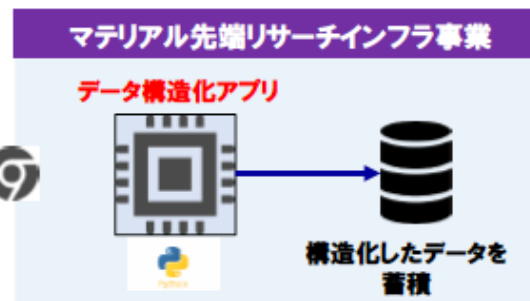 マテリアル先端リサーチインフラ事業
データ構造化アプリ
構造化したデータを
蓄積